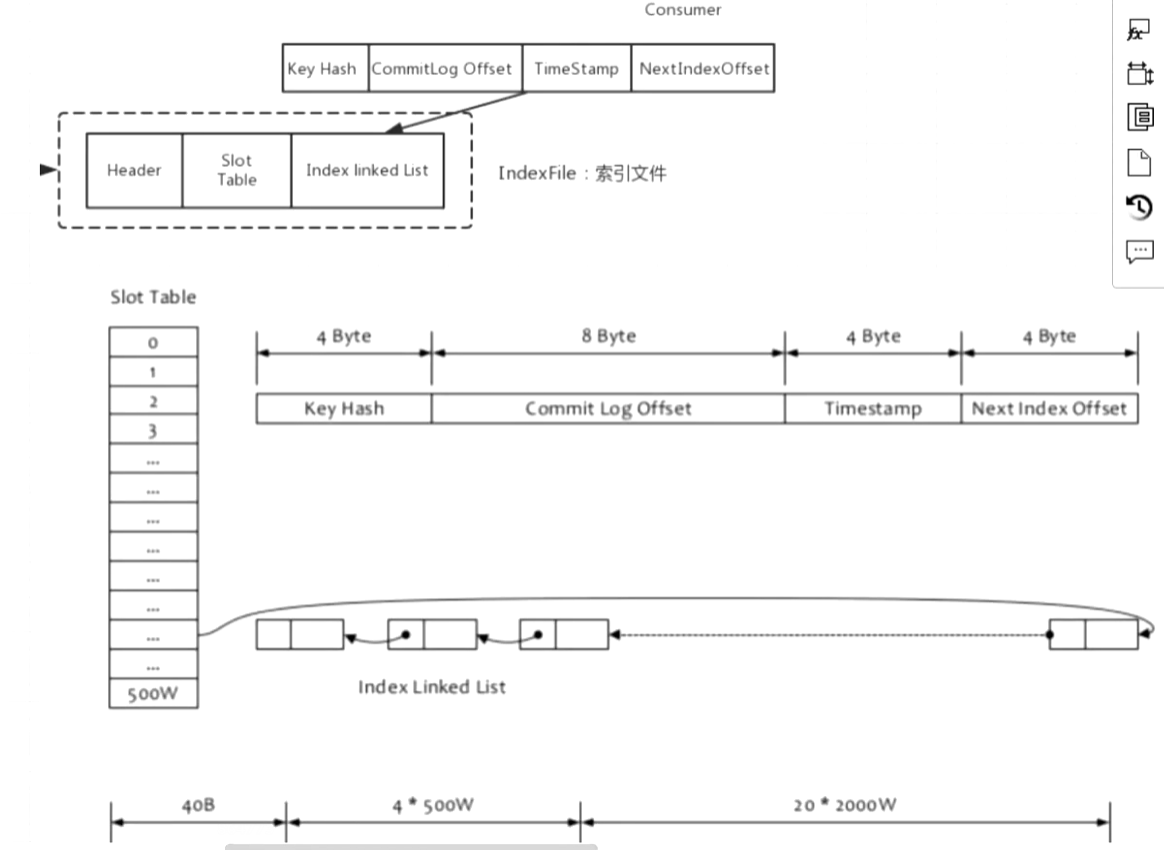 Consumer
Key Hash
CommitLog Offset
TimeStamp
NextIndexOffset
Header
Slot
Table
Index linked List
IndexFile：索引文件
Slot Table
0
1
2
3
...
...
...
...
...
...
...
...
500W
4 Byte
8 Byte
4 Byte
4 Byte
Key Hash
Commit Log Offset
Timestamp
Next Index Offset
Index Linked List
40B
4 * 500W
20 * 2000W